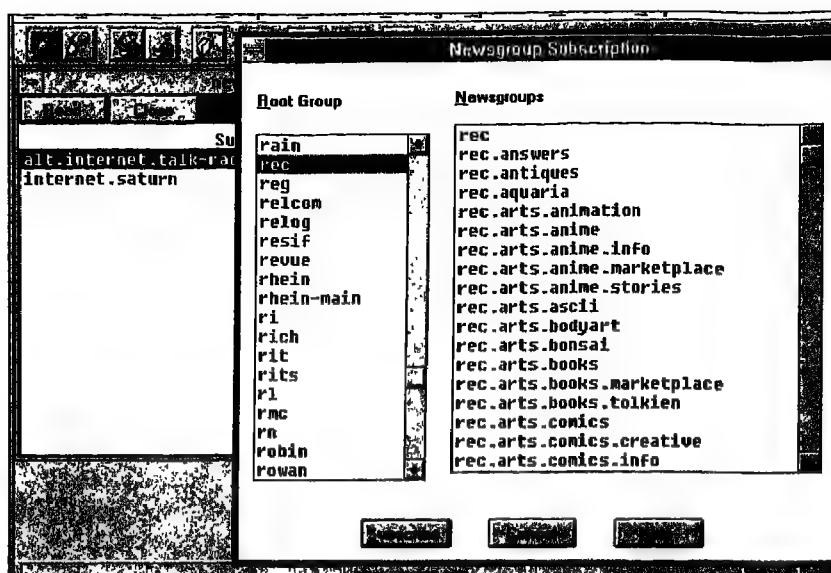 Newsgroup Subscription
Su
alt.internet.talk-rad
internet.saturn
Root Group
rain
rec
reg
relcom
relog
resif
revue
rhein
rhein-main
ri
rich
rit
rits
rl
rmc
rn
robin
rowan
Newsgroups
rec
rec.answers
rec.antiques
rec.aquaria
rec.arts.animation
rec.arts.anime
rec.arts.anime.info
rec.arts.anime.marketplace
rec.arts.anime.stories
rec.arts.ascii
rec.arts.bodyart
rec.arts.bonsai
rec.arts.books
rec.arts.books.marketplace
rec.arts.books.tolkien
rec.arts.comics
rec.arts.comics.creative
rec.arts.comics.info